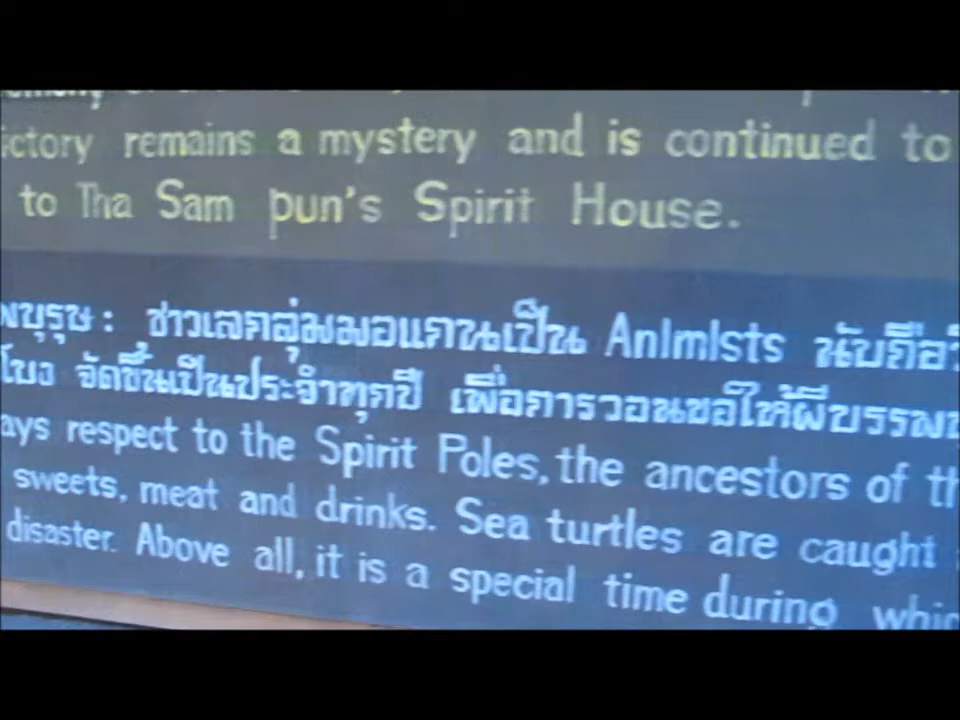 ictory remains a mystery and is continued to
to Tha Sam pun's Spirit House.
พบุรุษ: ชาวเลกลุ่มมอแกนเป็น AnImIsts นับถือ
โบง จัดขึ้นเป็นประจำทุกปี เพื่อการวอนขอให้ผีบรรพ
ays respect to the Spirit Poles, the ancestors of th
sweets, meat and drinks. Sea turtles are caught
disaster. Above all, it is a special time during whic